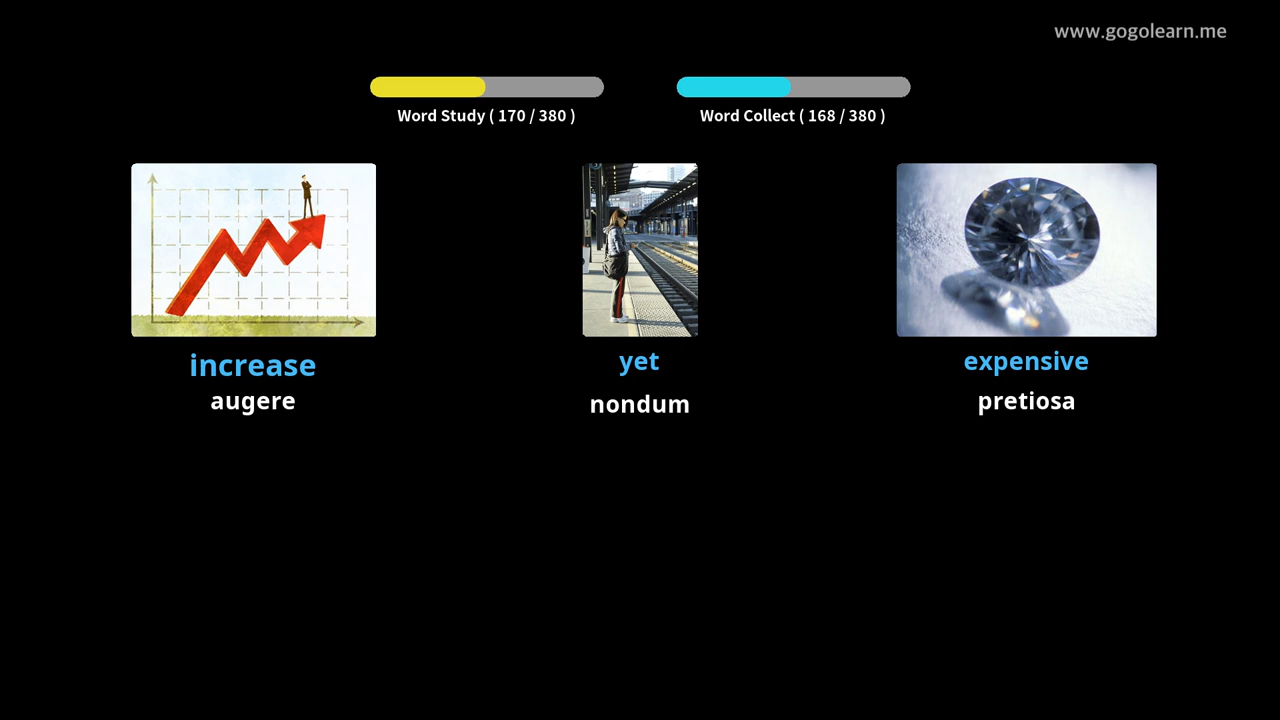 www.gogolearn.me
Word Study ( 170 / 380 )
Word Collect ( 168 / 380 )
increase
augere
yet
nondum
expensive
pretiosa